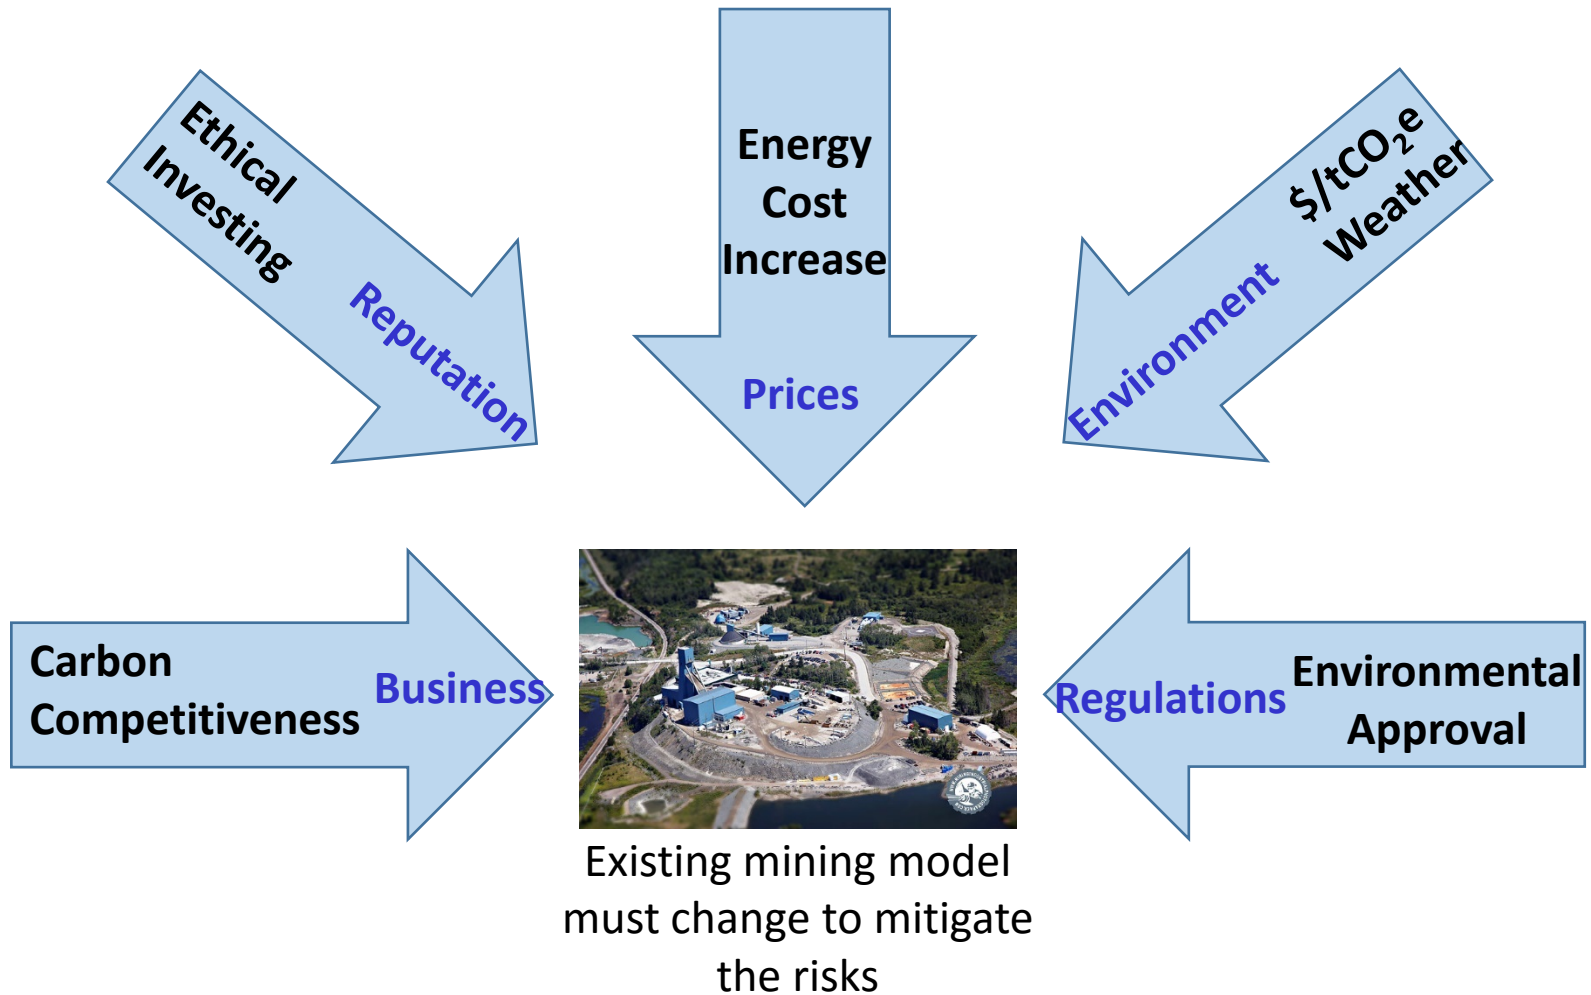 Ethical
Investing
Reputation
Energy
Cost
Increase
Prices
$/tCO₂e
Weather
Environment
Carbon
Competitiveness
Business
Regulations
Environmental
Approval
Existing mining model
must change to mitigate
the risks